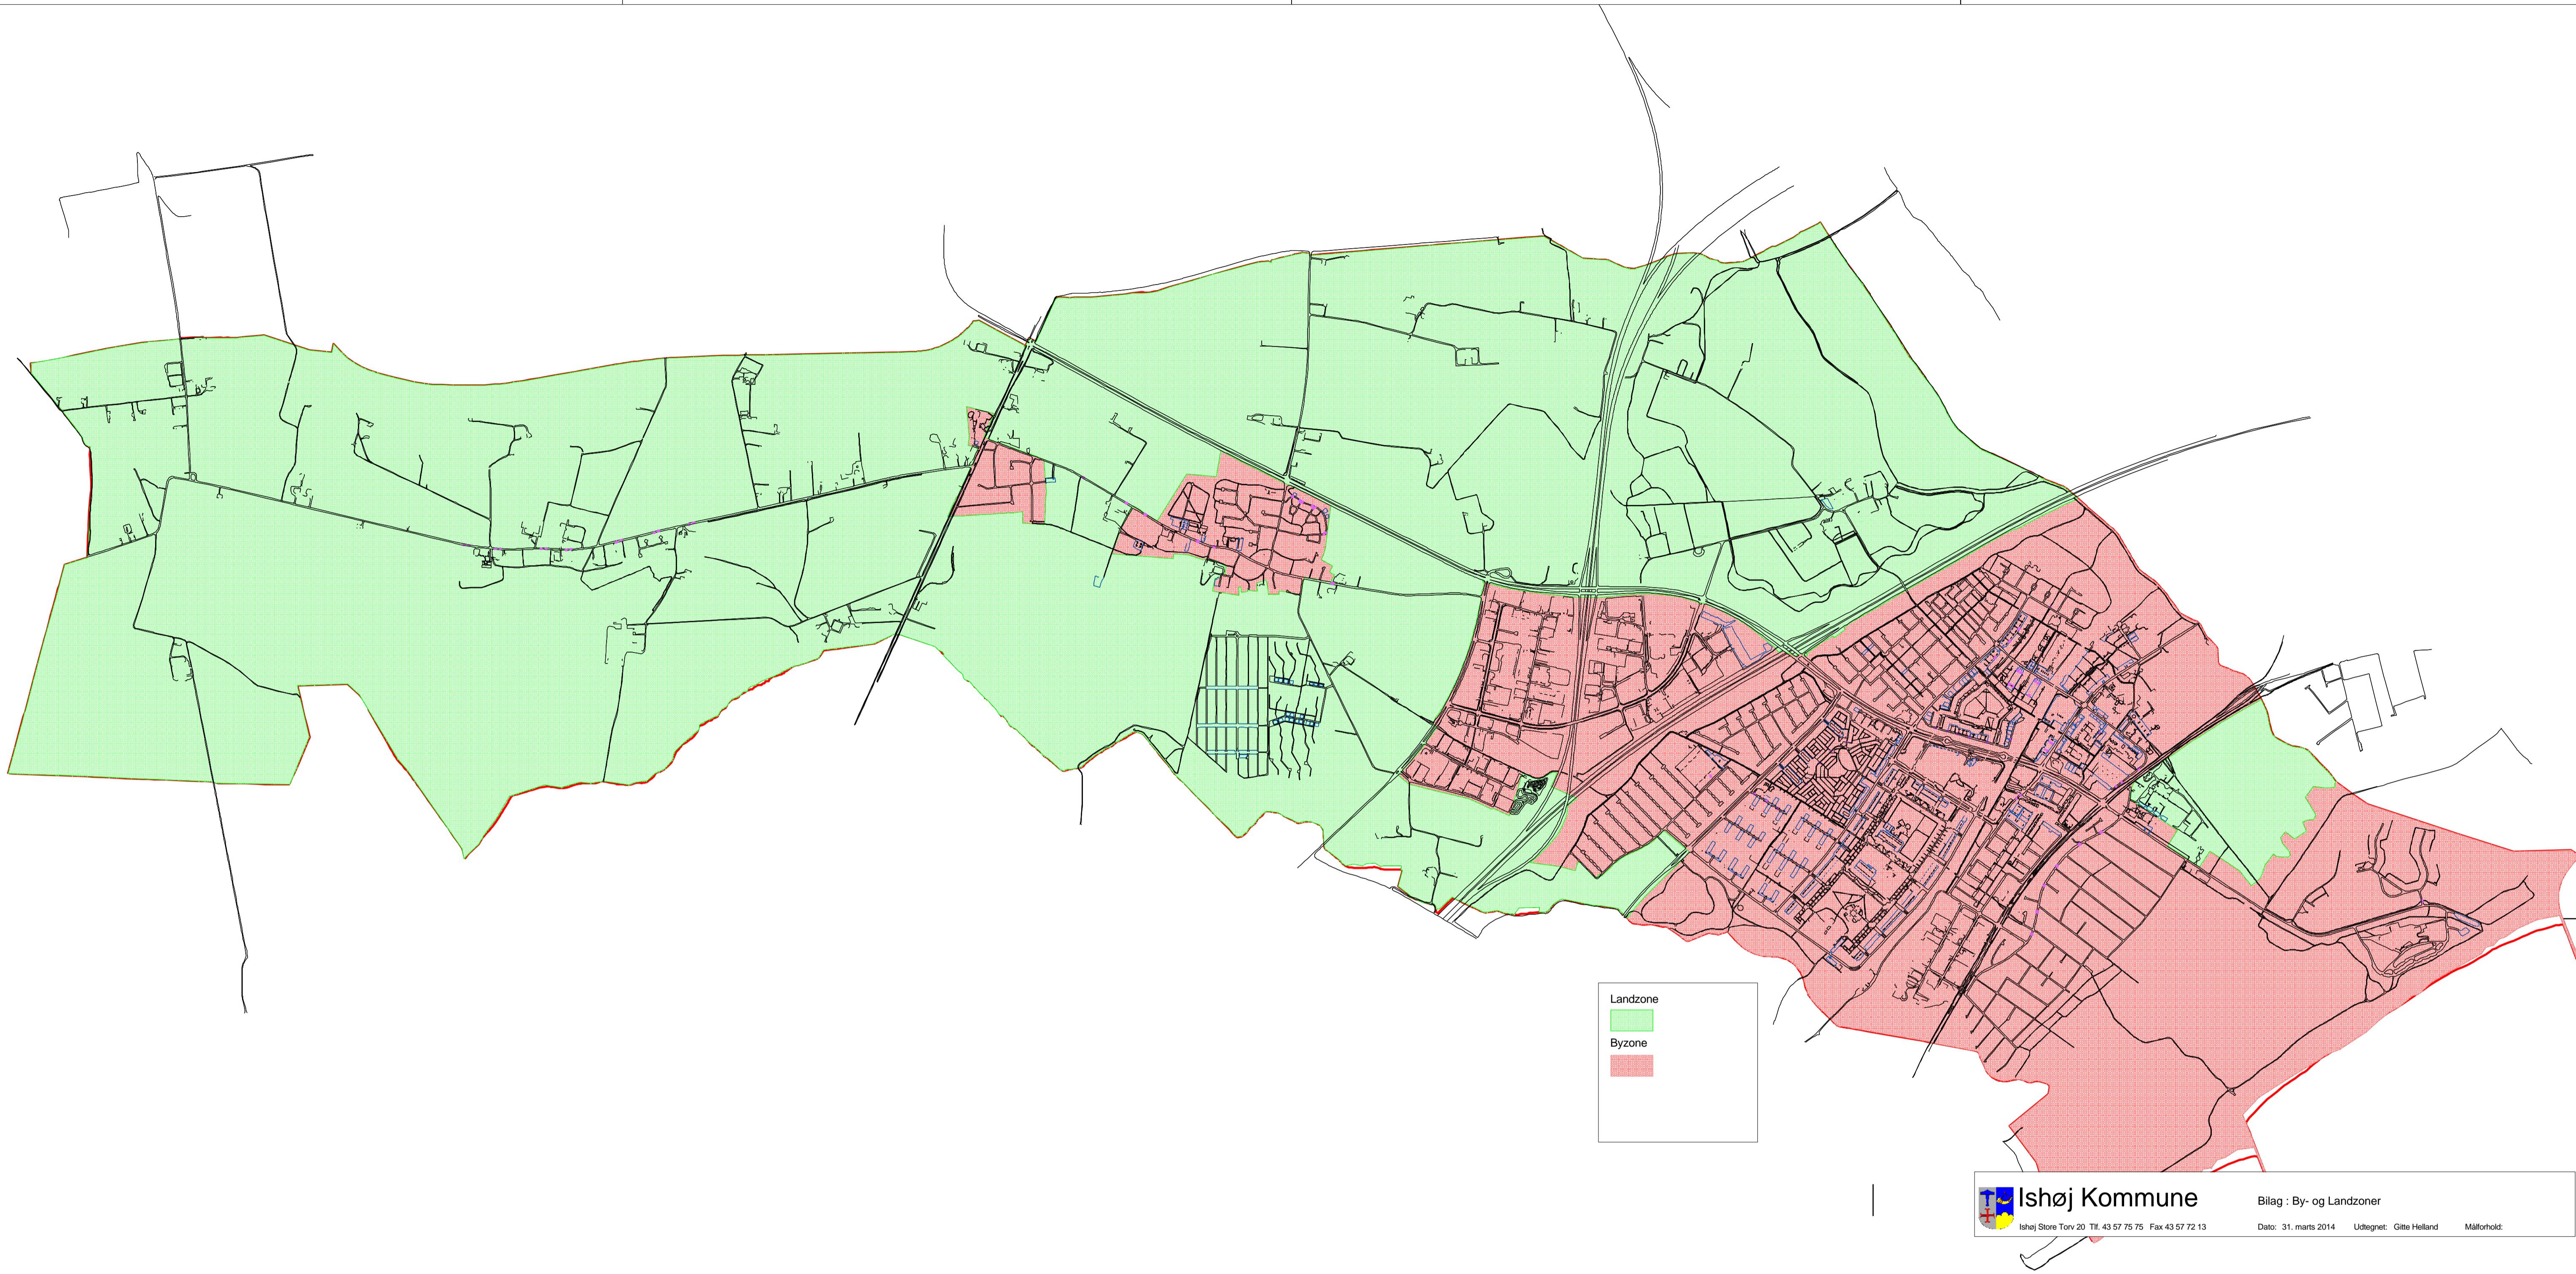 Landzone
Byzone
Ishøj Kommune
Bilag : By- og Landzoner
Ishøj Store Torv 20 Tlf. 43 57 75 75 Fax 43 57 72 13
Dato: 31. marts 2014 Udtegnet: Gitte Helland Målforhold: